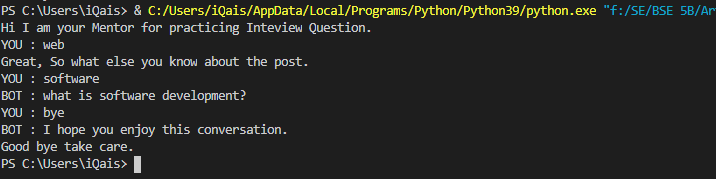 PS C:\Users\iQais> & C:/Users/iQais/AppData/Local/Programs/Python/Python39/python.exe "f:/SE/BSE 5B/Ar
Hi I am your Mentor for practicing Inteview Question.
YOU : web
Great, So what else you know about the post.
YOU : software
BOT : what is software development?
YOU : bye
BOT : I hope you enjoy this conversation.
Good bye take care.
PS C:\Users\iQais>